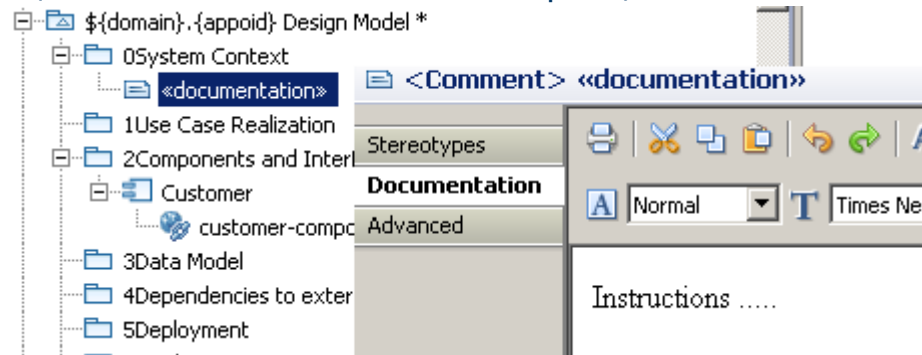 ${domain}.{appoid} Design Model *
0System Context
«documentation»
1Use Case Realization
2Components and Interf
Customer
customer-compo
3Data Model
4Dependencies to exter
5Deployment
<Comment> «documentation»
Stereotypes
Documentation
Advanced
Normal
Times Ne
Instructions .....